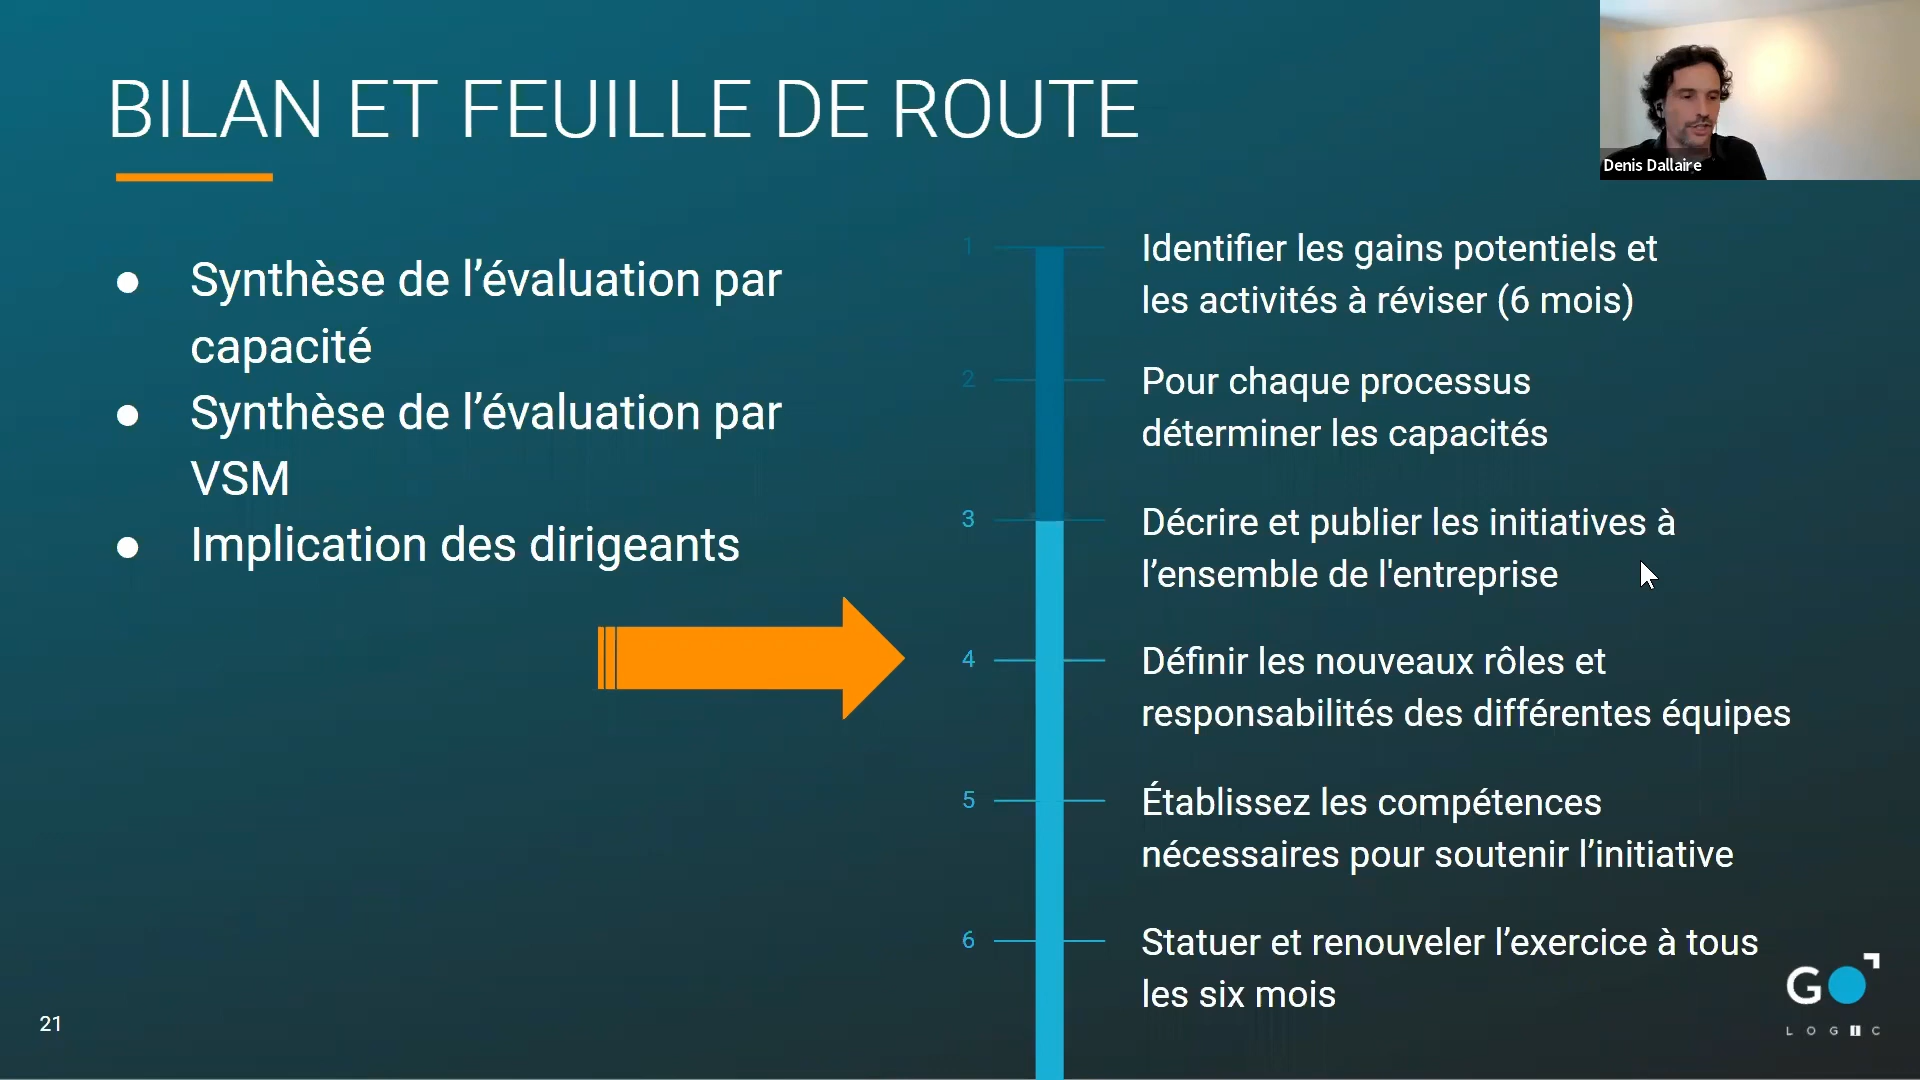 BILAN ET FEUILLE DE ROUTE
Denis Dallaire
● Synthèse de l’évaluation par
capacité
● Synthèse de l’évaluation par
VSM
● Implication des dirigeants
1
Identifier les gains potentiels et
les activités à réviser (6 mois)
2
Pour chaque processus
déterminer les capacités
3
Décrire et publier les initiatives à
l’ensemble de l'entreprise
4
Définir les nouveaux rôles et
responsabilités des différentes équipes
5
Établissez les compétences
nécessaires pour soutenir l’initiative
6
Statuer et renouveler l’exercice à tous
les six mois
GO
LOGIC
21